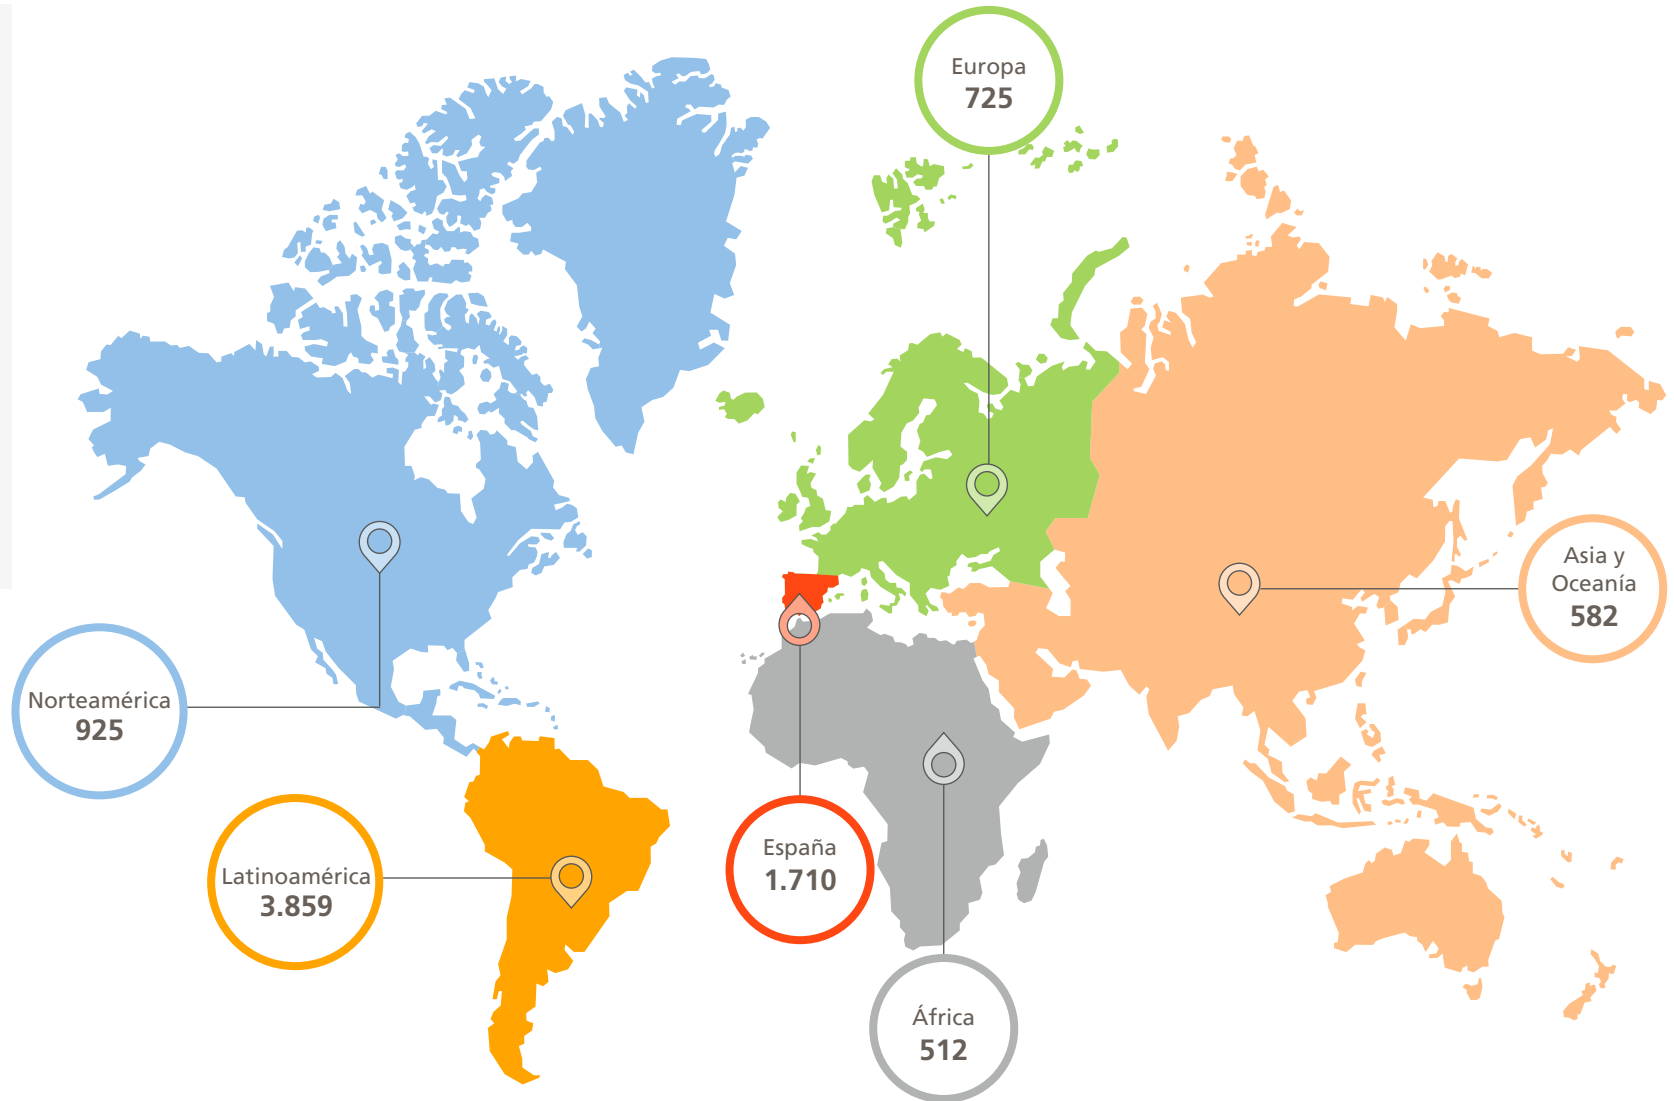 Europa
725
Asia y
Oceanía
582
Norteamérica
925
Latinoamérica
3.859
España
1.710
África
512